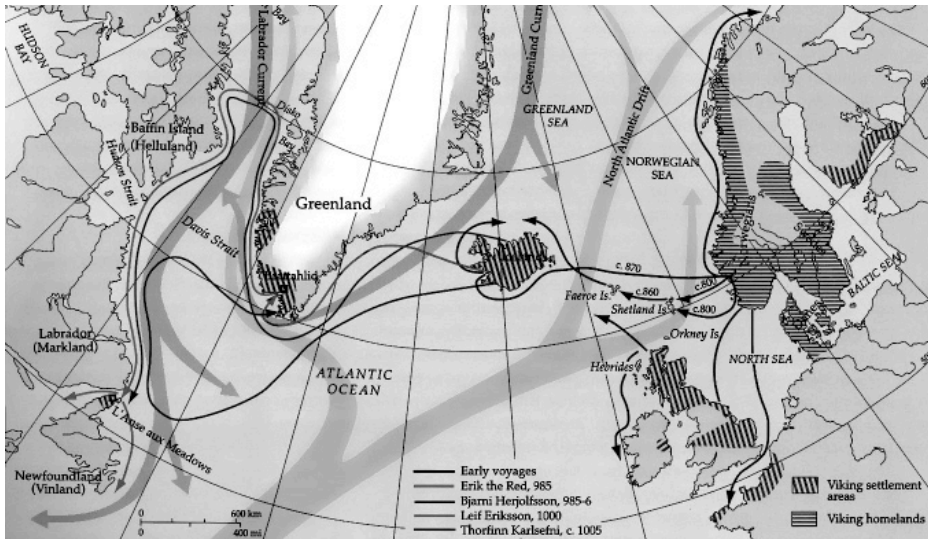 HUDSON
BAY
Labrador Current
Bay
Greenland Curr
GREENLAND
SEA
North Atlantic Drift
NORWEGIAN
SEA
Disko
Bay
Baffin Island
(Helluland)
Hudson Strait
Greenland
Davis Strait
Brattahlid
c. 870
c. 860
c.800
c.800
Faeroe Is.
Shetland Is.
Orkney Is.
Hebrides
NORTH SEA
BALTIC SEA
Labrador
(Markland)
ATLANTIC
OCEAN
L'Anse aux Meadows
Newfoundland
(Vinland)
Early voyages
Erik the Red, 985
Bjarni Herjolfsson, 985-6
Leif Eriksson, 1000
Thorfinn Karlsefni, c. 1005
Viking settlement
areas
Viking homelands
0
600 km
400 mi